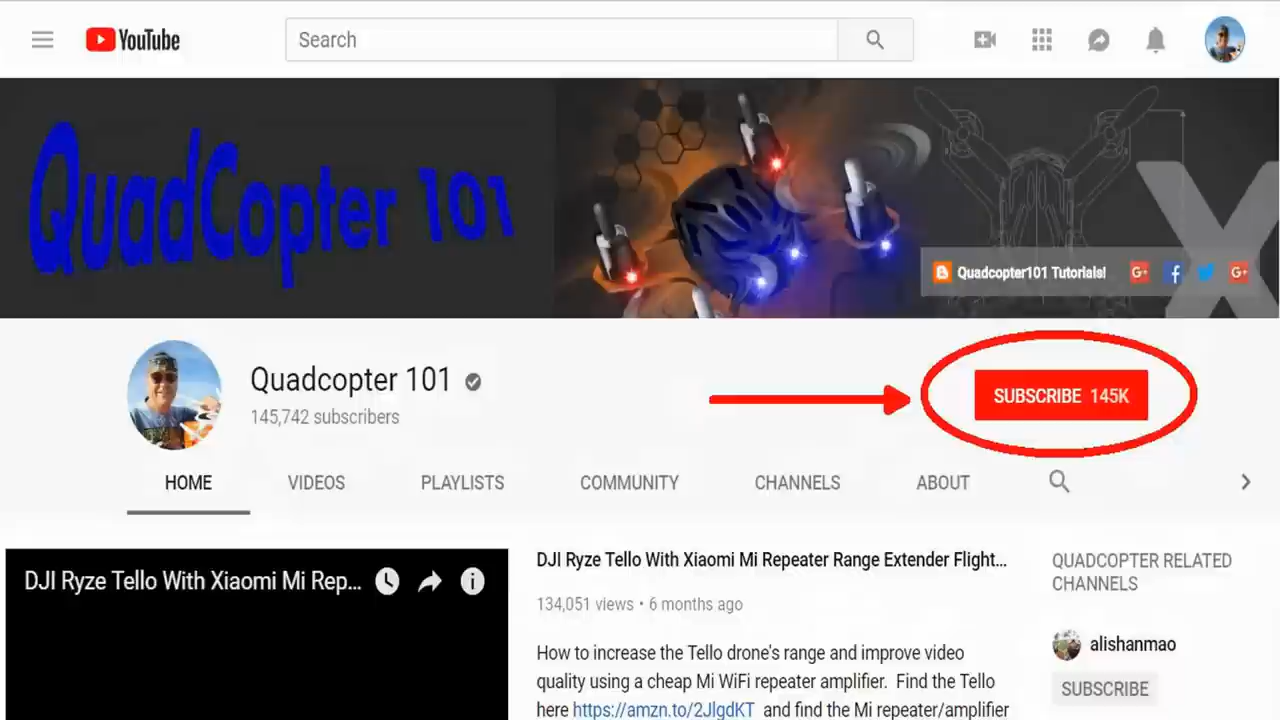 YouTube
Search
QuadCopter 101
X
Quadcopter101 Tutorials!
G+
f
G+
Quadcopter 101
145,742 subscribers
SUBSCRIBE 145K
HOME VIDEOS PLAYLISTS COMMUNITY CHANNELS ABOUT
DJI Ryze Tello With Xiaomi Mi Rep...
DJI Ryze Tello With Xiaomi Mi Repeater Range Extender Flight...
134,051 views • 6 months ago
How to increase the Tello drone's range and improve video
quality using a cheap Mi WiFi repeater amplifier. Find the Tello
here https://amzn.to/2JlgdKT and find the Mi repeater/amplifier
QUADCOPTER RELATED
CHANNELS
alishanmao
SUBSCRIBE